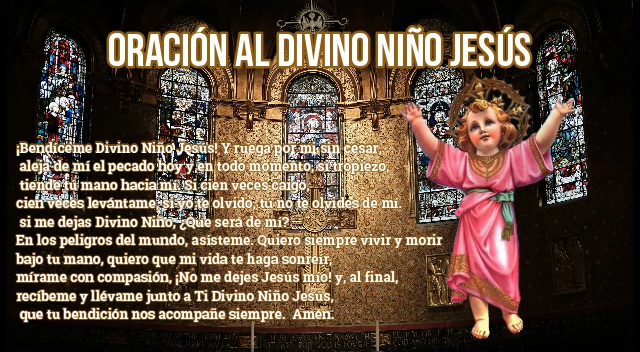 ORACIÓN AL DIVINO NIÑO JESÚS
¡Bendíceme Divino Niño Jesús! Y ruega por mi sin cesar,
aleja de mí el pecado hoy y en todo momento, si tropiezo,
tiende tú mano hacia mí. Si cien veces caigo,
cien veces levántame, si yo te olvido, tú no te olvides de mi.
si me dejas Divino Niño, ¿Qué será de mí?
En los peligros del mundo, asísteme. Quiero siempre vivir y morir
bajo tu mano, quiero que mi vida te haga sonreir,
mírame con compasión, ¡No me dejes Jesús mío! y, al final,
recíbeme y llévame junto a Ti Divino Niño Jesús,
que tu bendición nos acompañe siempre. Amén.